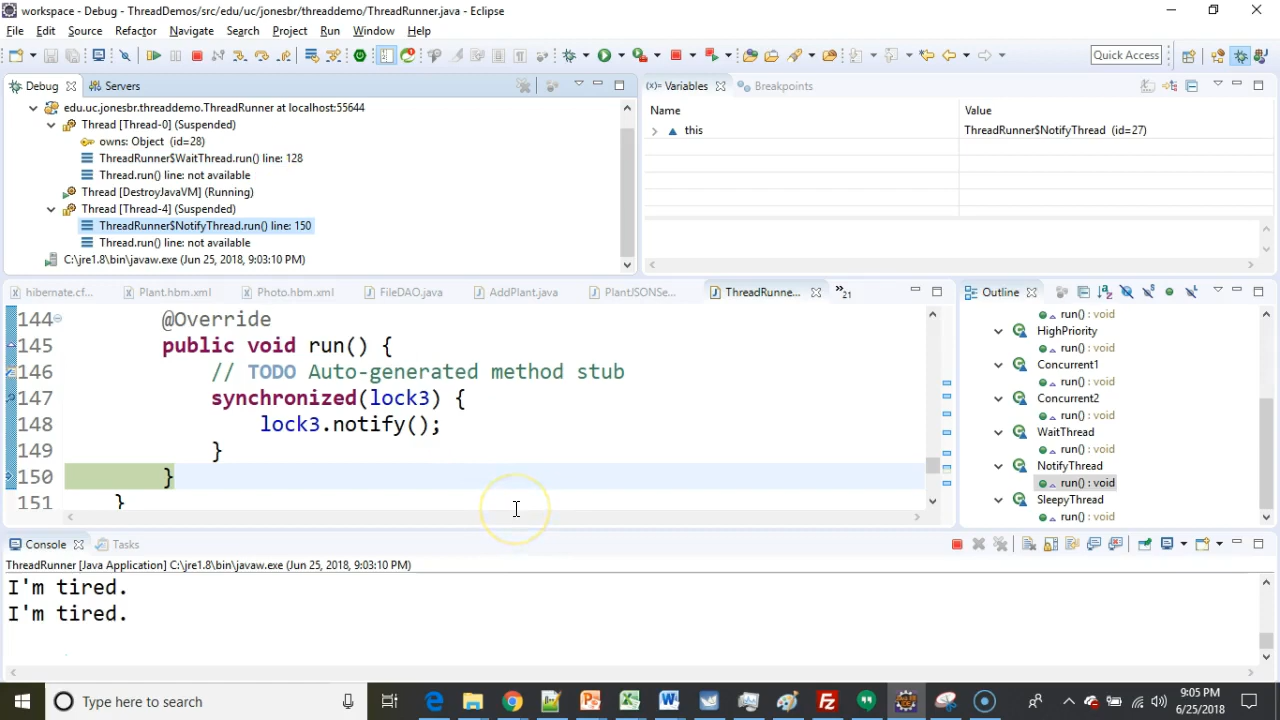 workspace - Debug - ThreadDemos/src/edu/uc/jonesbr/threaddemo/ThreadRunner.java - Eclipse
File Edit Source Refactor Navigate Search Project Run Window Help
Quick Access
Debug Servers
edu.uc.jonesbr.threaddemo.ThreadRunner at localhost:55644
Thread [Thread-0] (Suspended)
owns: Object (id=28)
ThreadRunner$WaitThread.run() line: 128
Thread.run() line: not available
Thread [DestroyJavaVM] (Running)
Thread [Thread-4] (Suspended)
ThreadRunner$NotifyThread.run() line: 150
Thread.run() line: not available
C:\jre1.8\bin\javaw.exe (Jun 25, 2018, 9:03:10 PM)
(x)= Variables Breakpoints
Name Value
this ThreadRunner$NotifyThread (id=27)
hibernate.cf... Plant.hbm.xml Photo.hbm.xml FileDAO.java AddPlant.java PlantJSONSe... ThreadRunne... »21
144 @Override
145 public void run() {
146 // TODO Auto-generated method stub
147 synchronized(lock3) {
148 lock3.notify();
149 }
150 }
151 }
Outline
run() : void
HighPriority
run() : void
Concurrent1
run() : void
Concurrent2
run() : void
WaitThread
run() : void
NotifyThread
run() : void
SleepyThread
run() : void
Console Tasks
ThreadRunner [Java Application] C:\jre1.8\bin\javaw.exe (Jun 25, 2018, 9:03:10 PM)
I'm tired.
I'm tired.
Type here to search
9:05 PM
6/25/2018